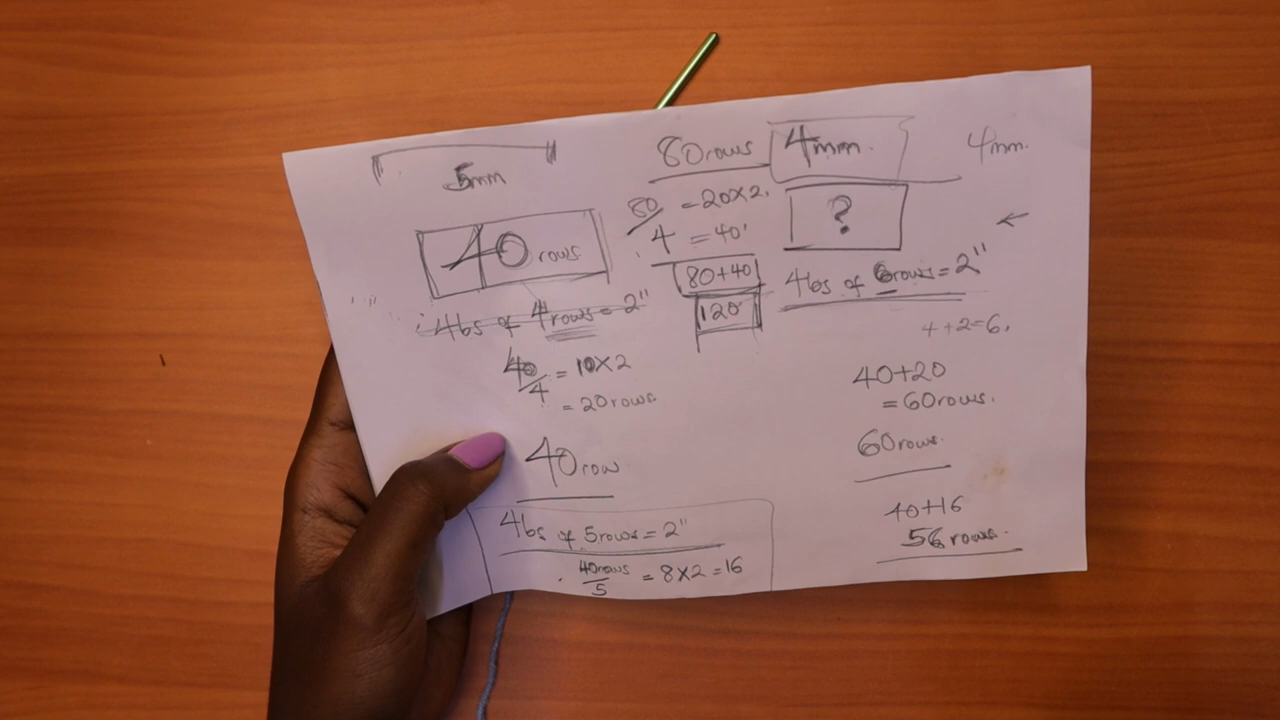 5mm
40 rows
4bs of 4rows = 2"
40/4 = 10x2
= 20rows.
40row
4bs of 5rows = 2"
40rows/5 = 8x2 = 16
80rows
80/4 = 20x2.
= 40'
80+40
120
4mm.
?
4bs of 6rows = 2"
4+2=6.
40+20
= 60rows.
60rows.
40+16
56 rows.
4mm.